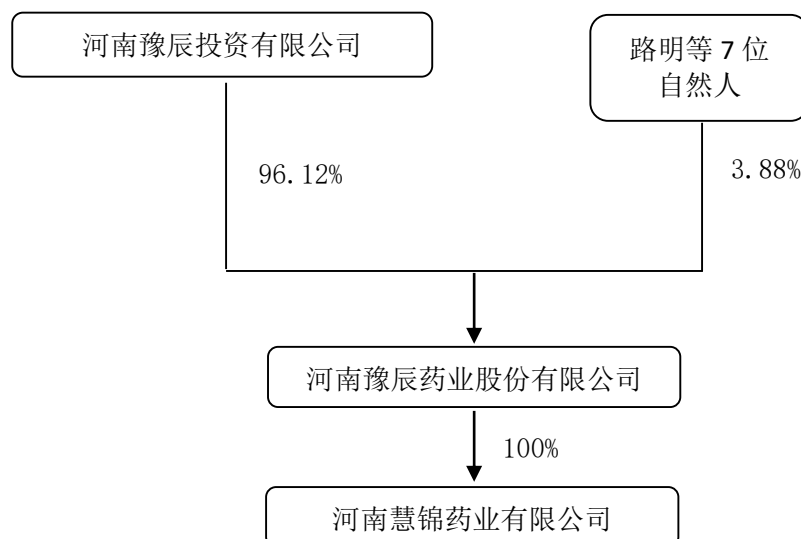 河南豫辰投资有限公司
路明等 7 位
自然人
96.12%
3.88%
河南豫辰药业股份有限公司
100%
河南慧锦药业有限公司